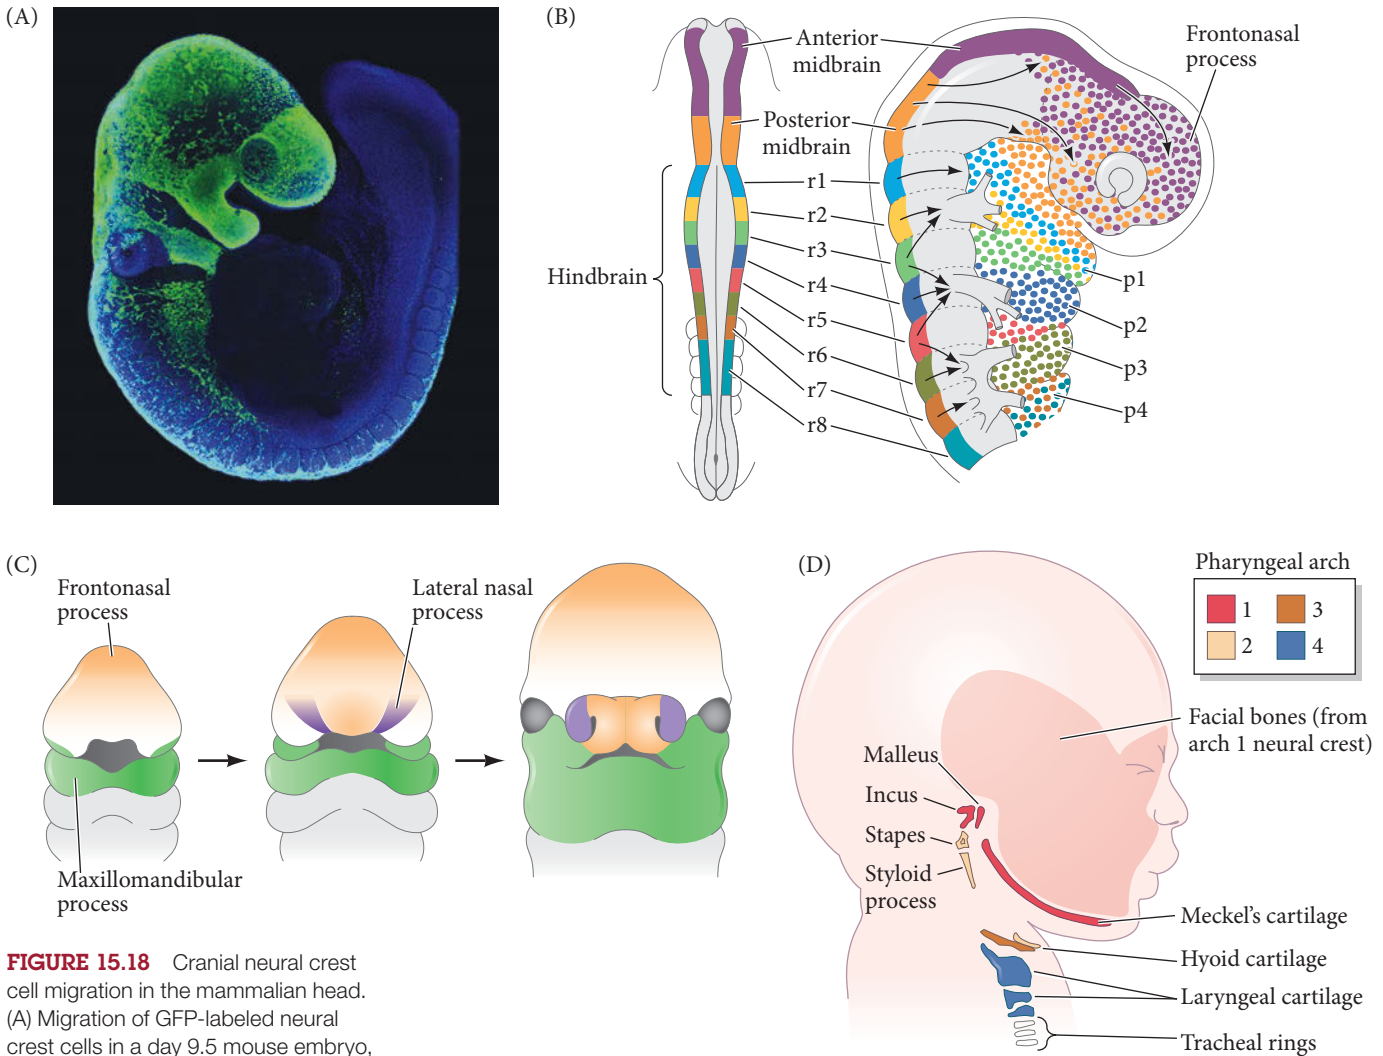 (A)
(B)
Anterior
midbrain
Frontonasal
process
Posterior
midbrain
Hindbrain
r1
r2
r3
r4
r5
r6
r7
r8
p1
p2
p3
p4
(C)
Frontonasal
process
Lateral nasal
process
Maxillomandibular
process
(D)
Pharyngeal arch
1
3
2
4
Facial bones (from
arch 1 neural crest)
Malleus
Incus
Stapes
Styloid
process
Meckel's cartilage
Hyoid cartilage
Laryngeal cartilage
Tracheal rings
FIGURE 15.18 Cranial neural crest
cell migration in the mammalian head.
(A) Migration of GFP-labeled neural
crest cells in a day 9.5 mouse embryo,